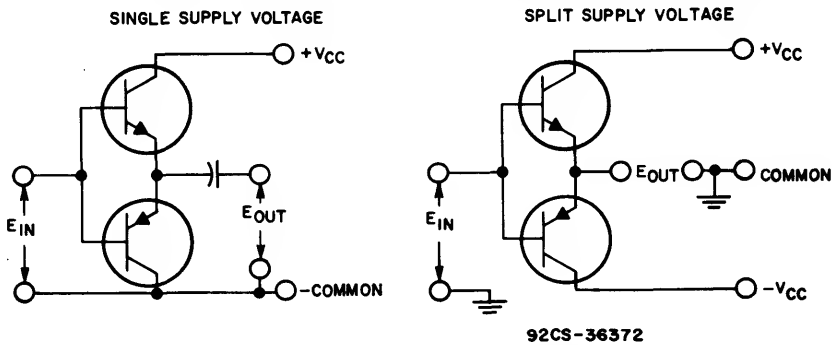 SINGLE SUPPLY VOLTAGE
+VCC
EIN
EOUT
-COMMON
SPLIT SUPPLY VOLTAGE
+VCC
EOUT
COMMON
EIN
-VCC
92CS-36372